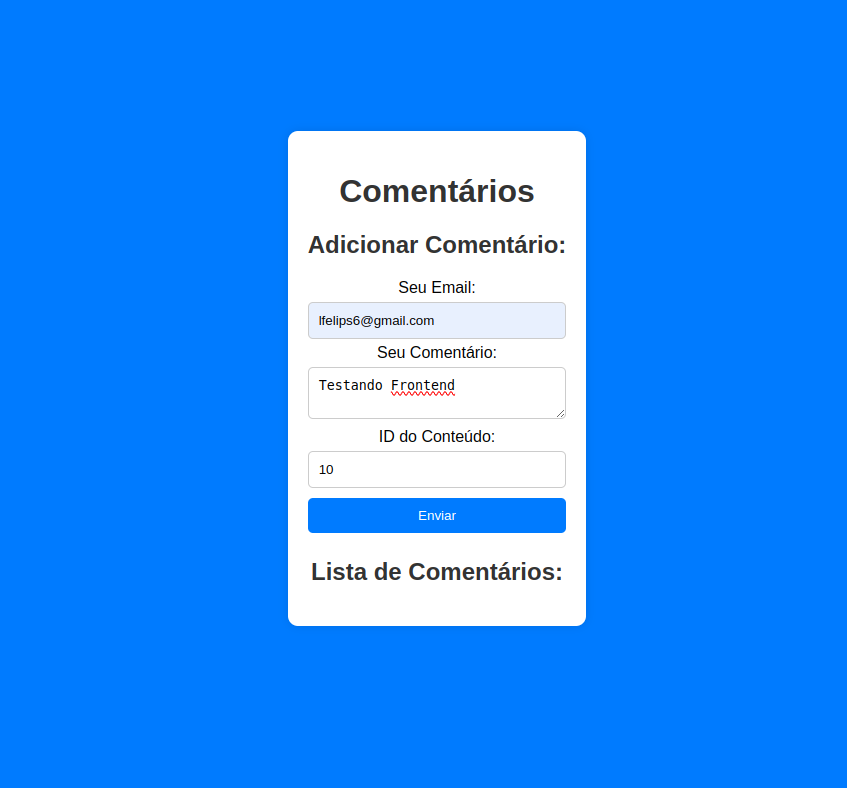 Comentários
Adicionar Comentário:
Seu Email:
lfelips6@gmail.com
Seu Comentário:
Testando Frontend
ID do Conteúdo:
10
Enviar
Lista de Comentários: